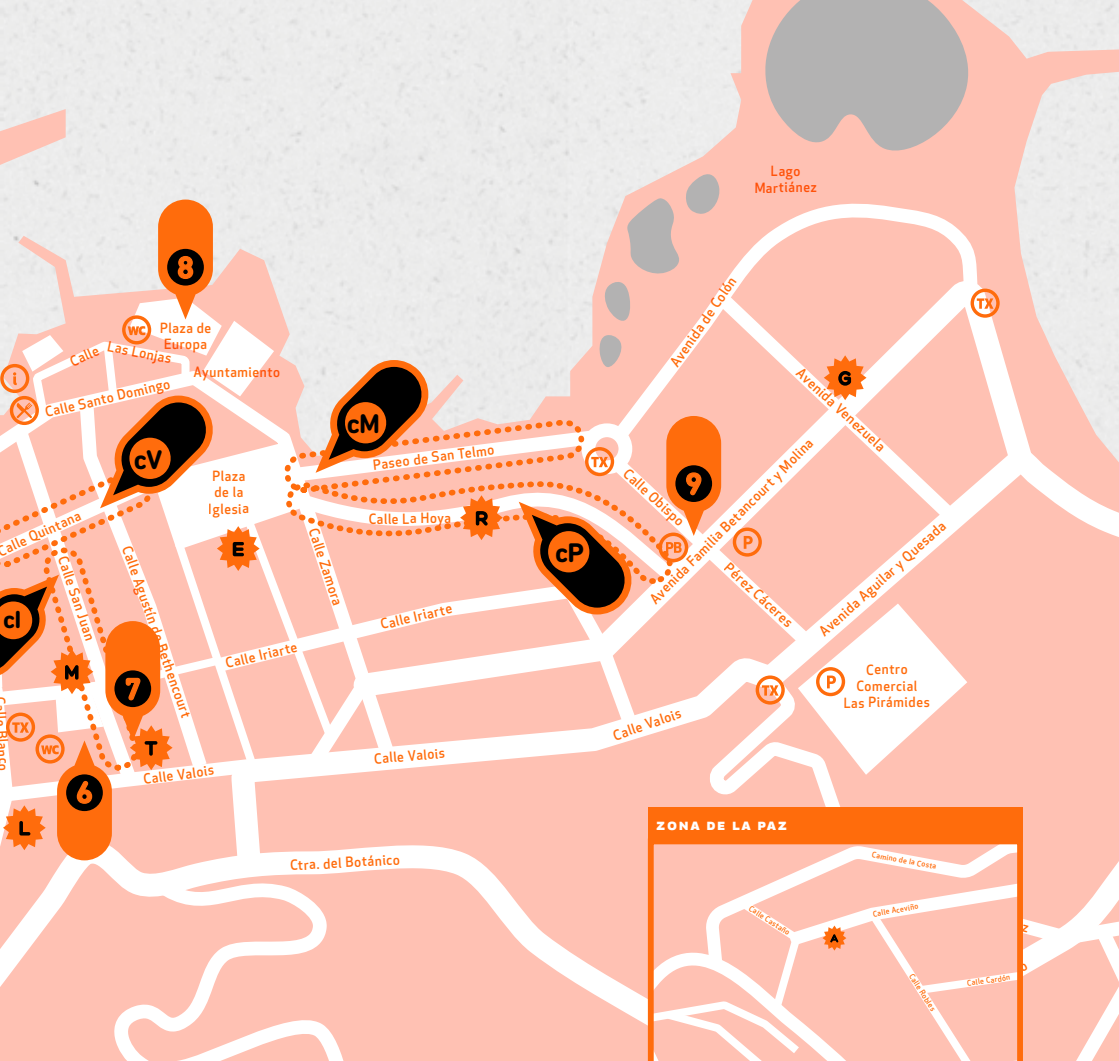 Lago
Martiánez
8
WC
Plaza de
Europa
Calle Las Lonjas
Ayuntamiento
i
Calle Santo Domingo
TX
Avenida de Colón
G
Avenida Venezuela
cM
cV
Paseo de San Telmo
TX
Plaza
de la
Iglesia
9
Calle Obispo
Calle La Hoya
R
Calle Quintana
E
cP
PB
P
Avenida Familia Betancourt y Molina
Calle Zamora
Calle San Juan
Calle Agustín de Bethencourt
Pérez Cáceres
Avenida Aguilar y Quesada
cI
Calle Iriarte
Calle Iriarte
M
7
TX
P
Centro
Comercial
Las Pirámides
Calle Blanco
TX
WC
T
Calle Valois
Calle Valois
Calle Valois
6
L
Ctra. del Botánico
ZONA DE LA PAZ
Camino de la Costa
Calle Castaño
Calle Aceviño
A
Calle Robles
Calle Cardón